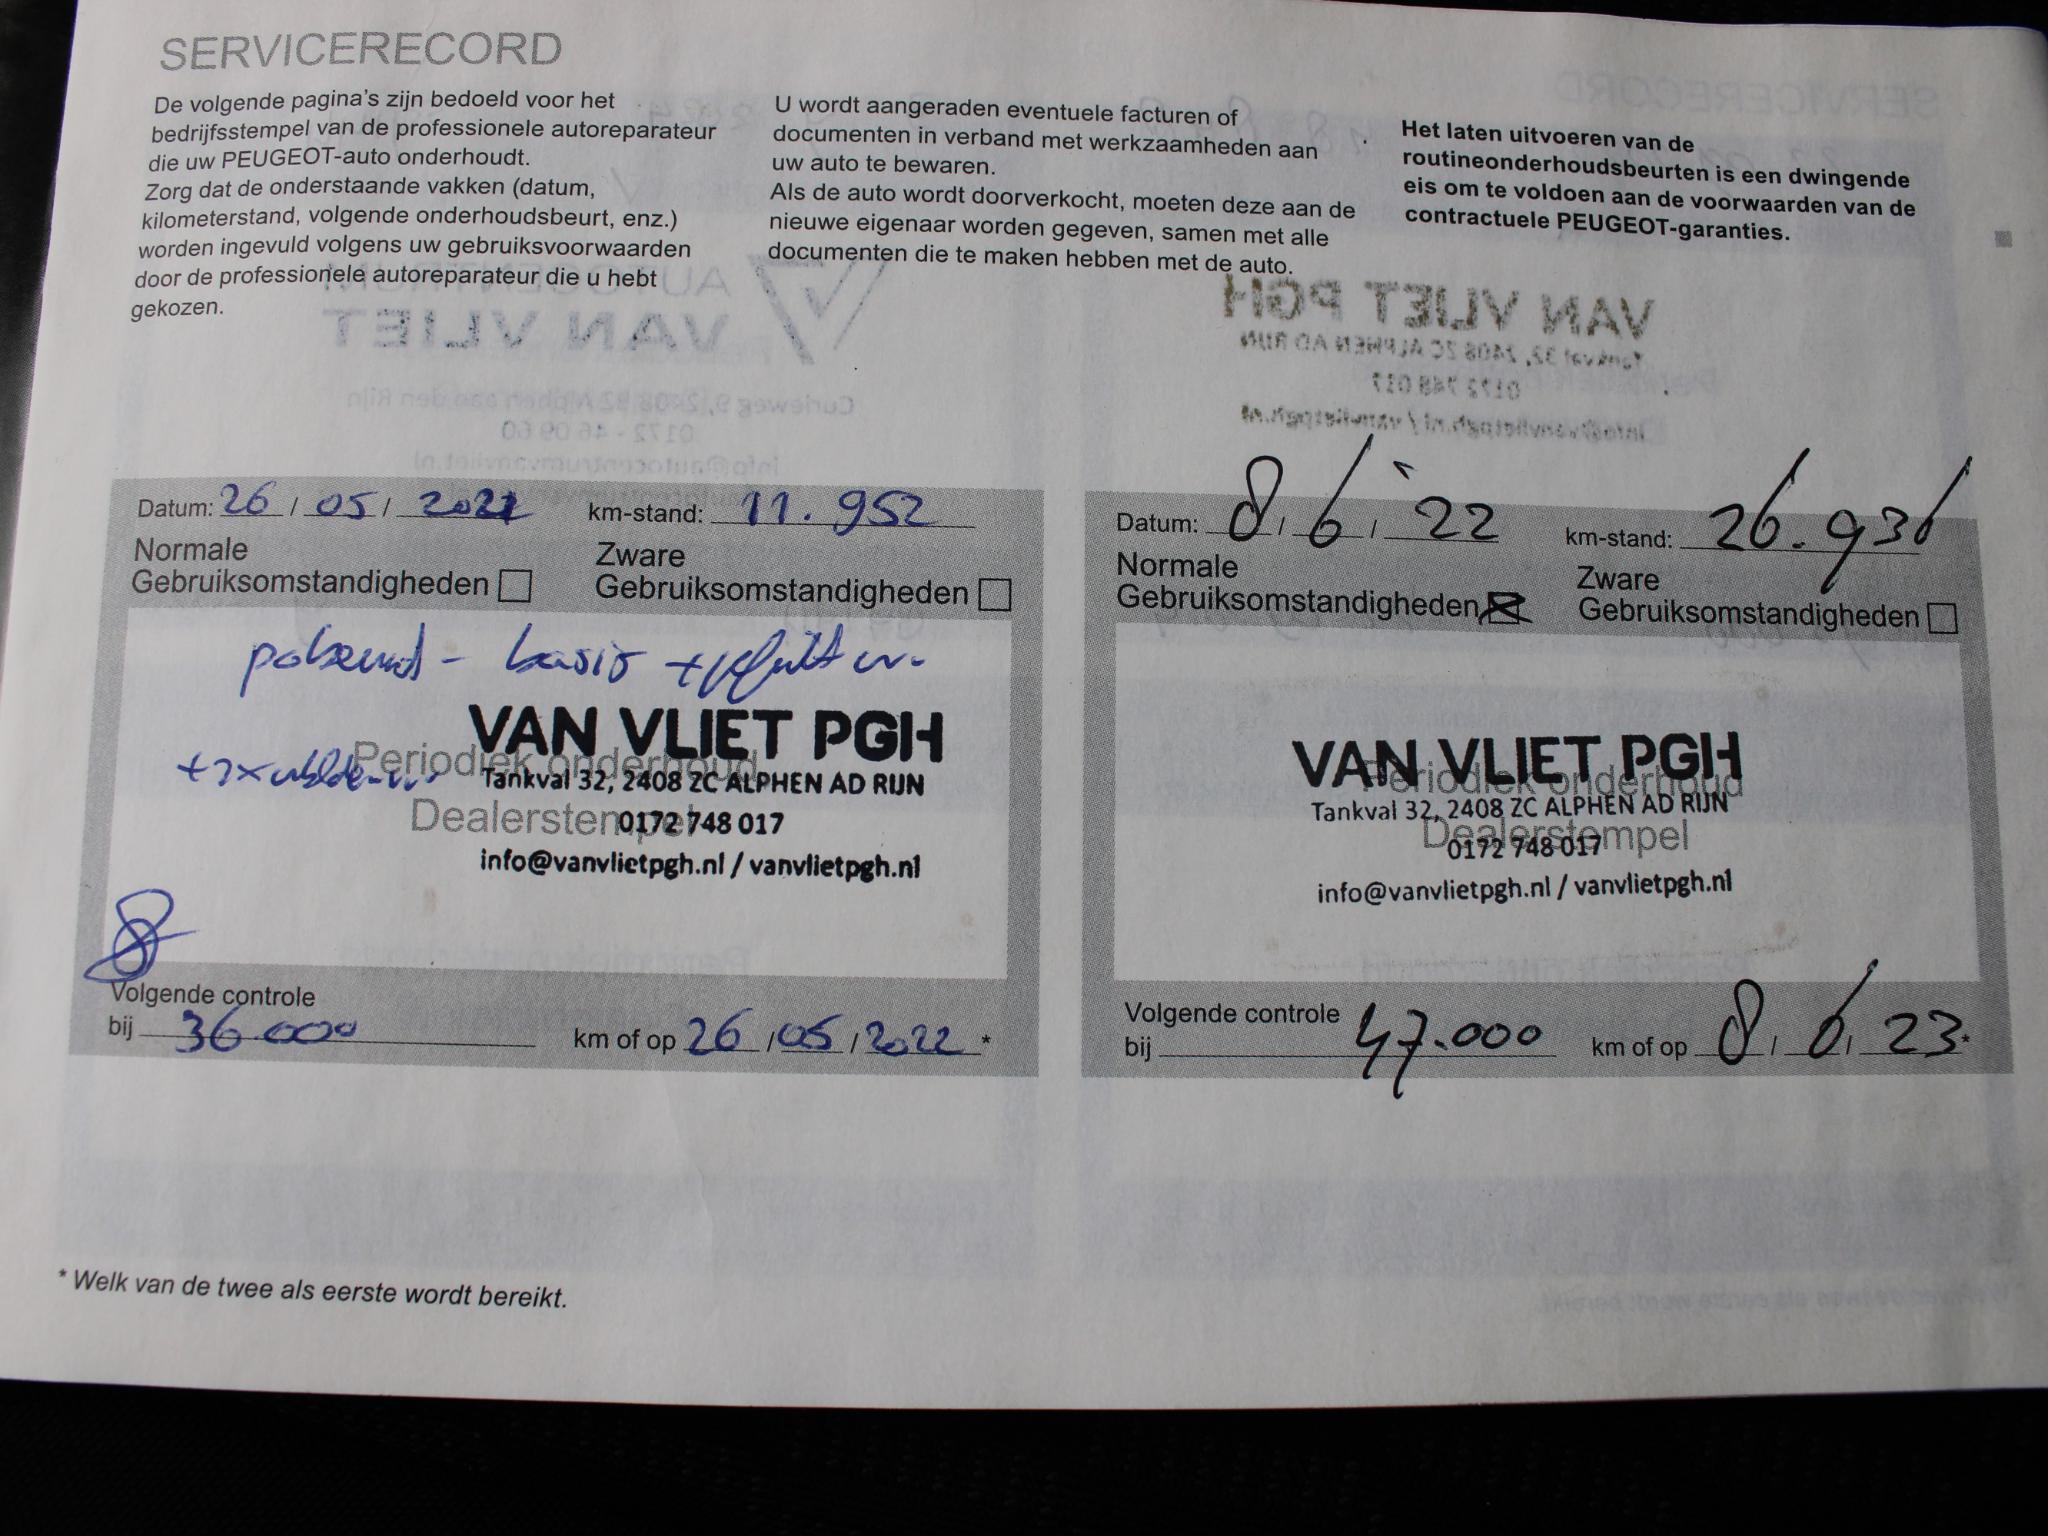 SERVICERECORD
De volgende pagina's zijn bedoeld voor het
bedrijfsstempel van de professionele autoreparateur
die uw PEUGEOT-auto onderhoudt.
Zorg dat de onderstaande vakken (datum,
kilometerstand, volgende onderhoudsbeurt, enz.)
worden ingevuld volgens uw gebruiksvoorwaarden
door de professionele autoreparateur die u hebt
gekozen.
U wordt aangeraden eventuele facturen of
documenten in verband met werkzaamheden aan
uw auto te bewaren.
Als de auto wordt doorverkocht, moeten deze aan de
nieuwe eigenaar worden gegeven, samen met alle
documenten die te maken hebben met de auto.
Het laten uitvoeren van de
routineonderhoudsbeurten is een dwingende
eis om te voldoen aan de voorwaarden van de
contractuele PEUGEOT-garanties.
Datum: 26 / 05 / 2021 km-stand: 11.952
Normale Zware
Gebruiksomstandigheden Gebruiksomstandigheden
basis
VAN VLIET PGH
Periodiek onderhoud
Tankval 32, 2408 ZC ALPHEN AD RIJN
Dealerstempel
0172 748 017
info@vanvlietpgh.nl / vanvlietpgh.nl
Volgende controle
bij 36.000 km of op 26 / 05 / 2022 *
Datum: 8 / 6 / '22 km-stand:
Normale Zware
Gebruiksomstandigheden Gebruiksomstandigheden
VAN VLIET PGH
Periodiek onderhoud
Tankval 32, 2408 ZC ALPHEN AD RIJN
Dealerstempel
0172 748 017
info@vanvlietpgh.nl / vanvlietpgh.nl
Volgende controle
bij 47.000 km of op 8 / 6 / 23 *
* Welk van de twee als eerste wordt bereikt.